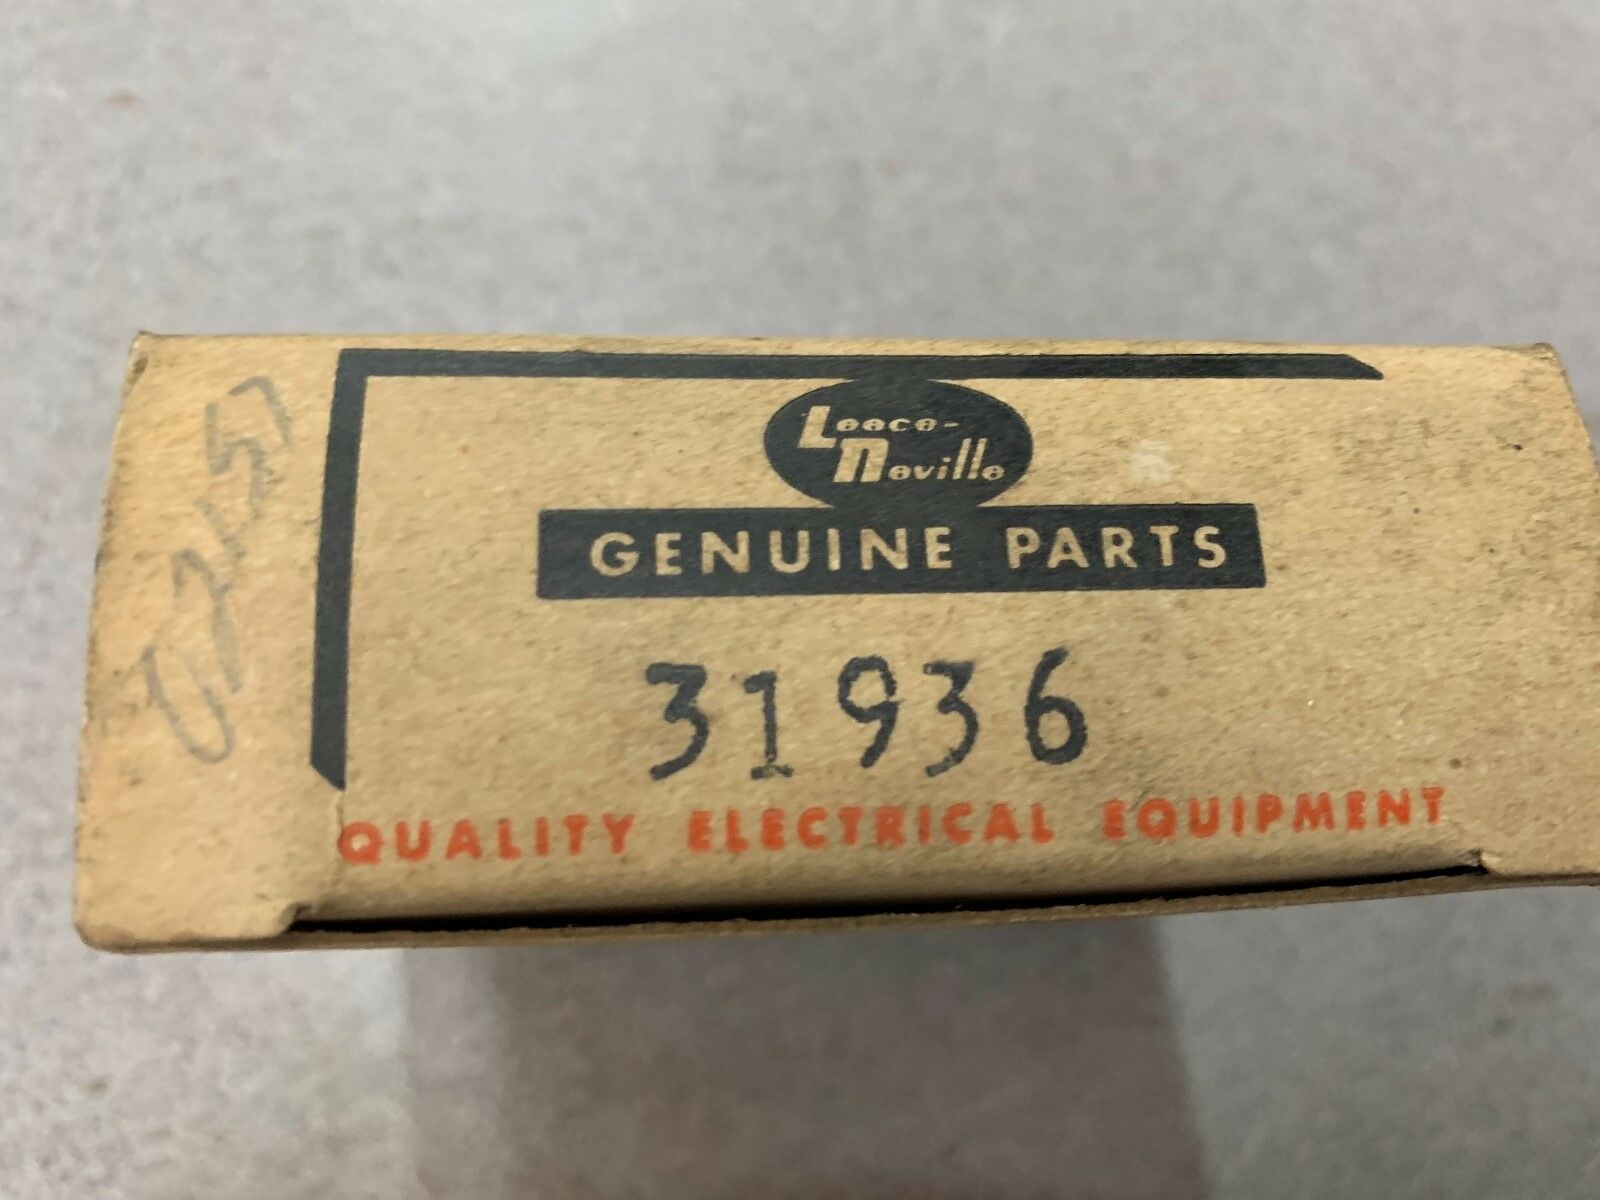 Leece-
Neville
GENUINE PARTS
31936
QUALITY ELECTRICAL EQUIPMENT